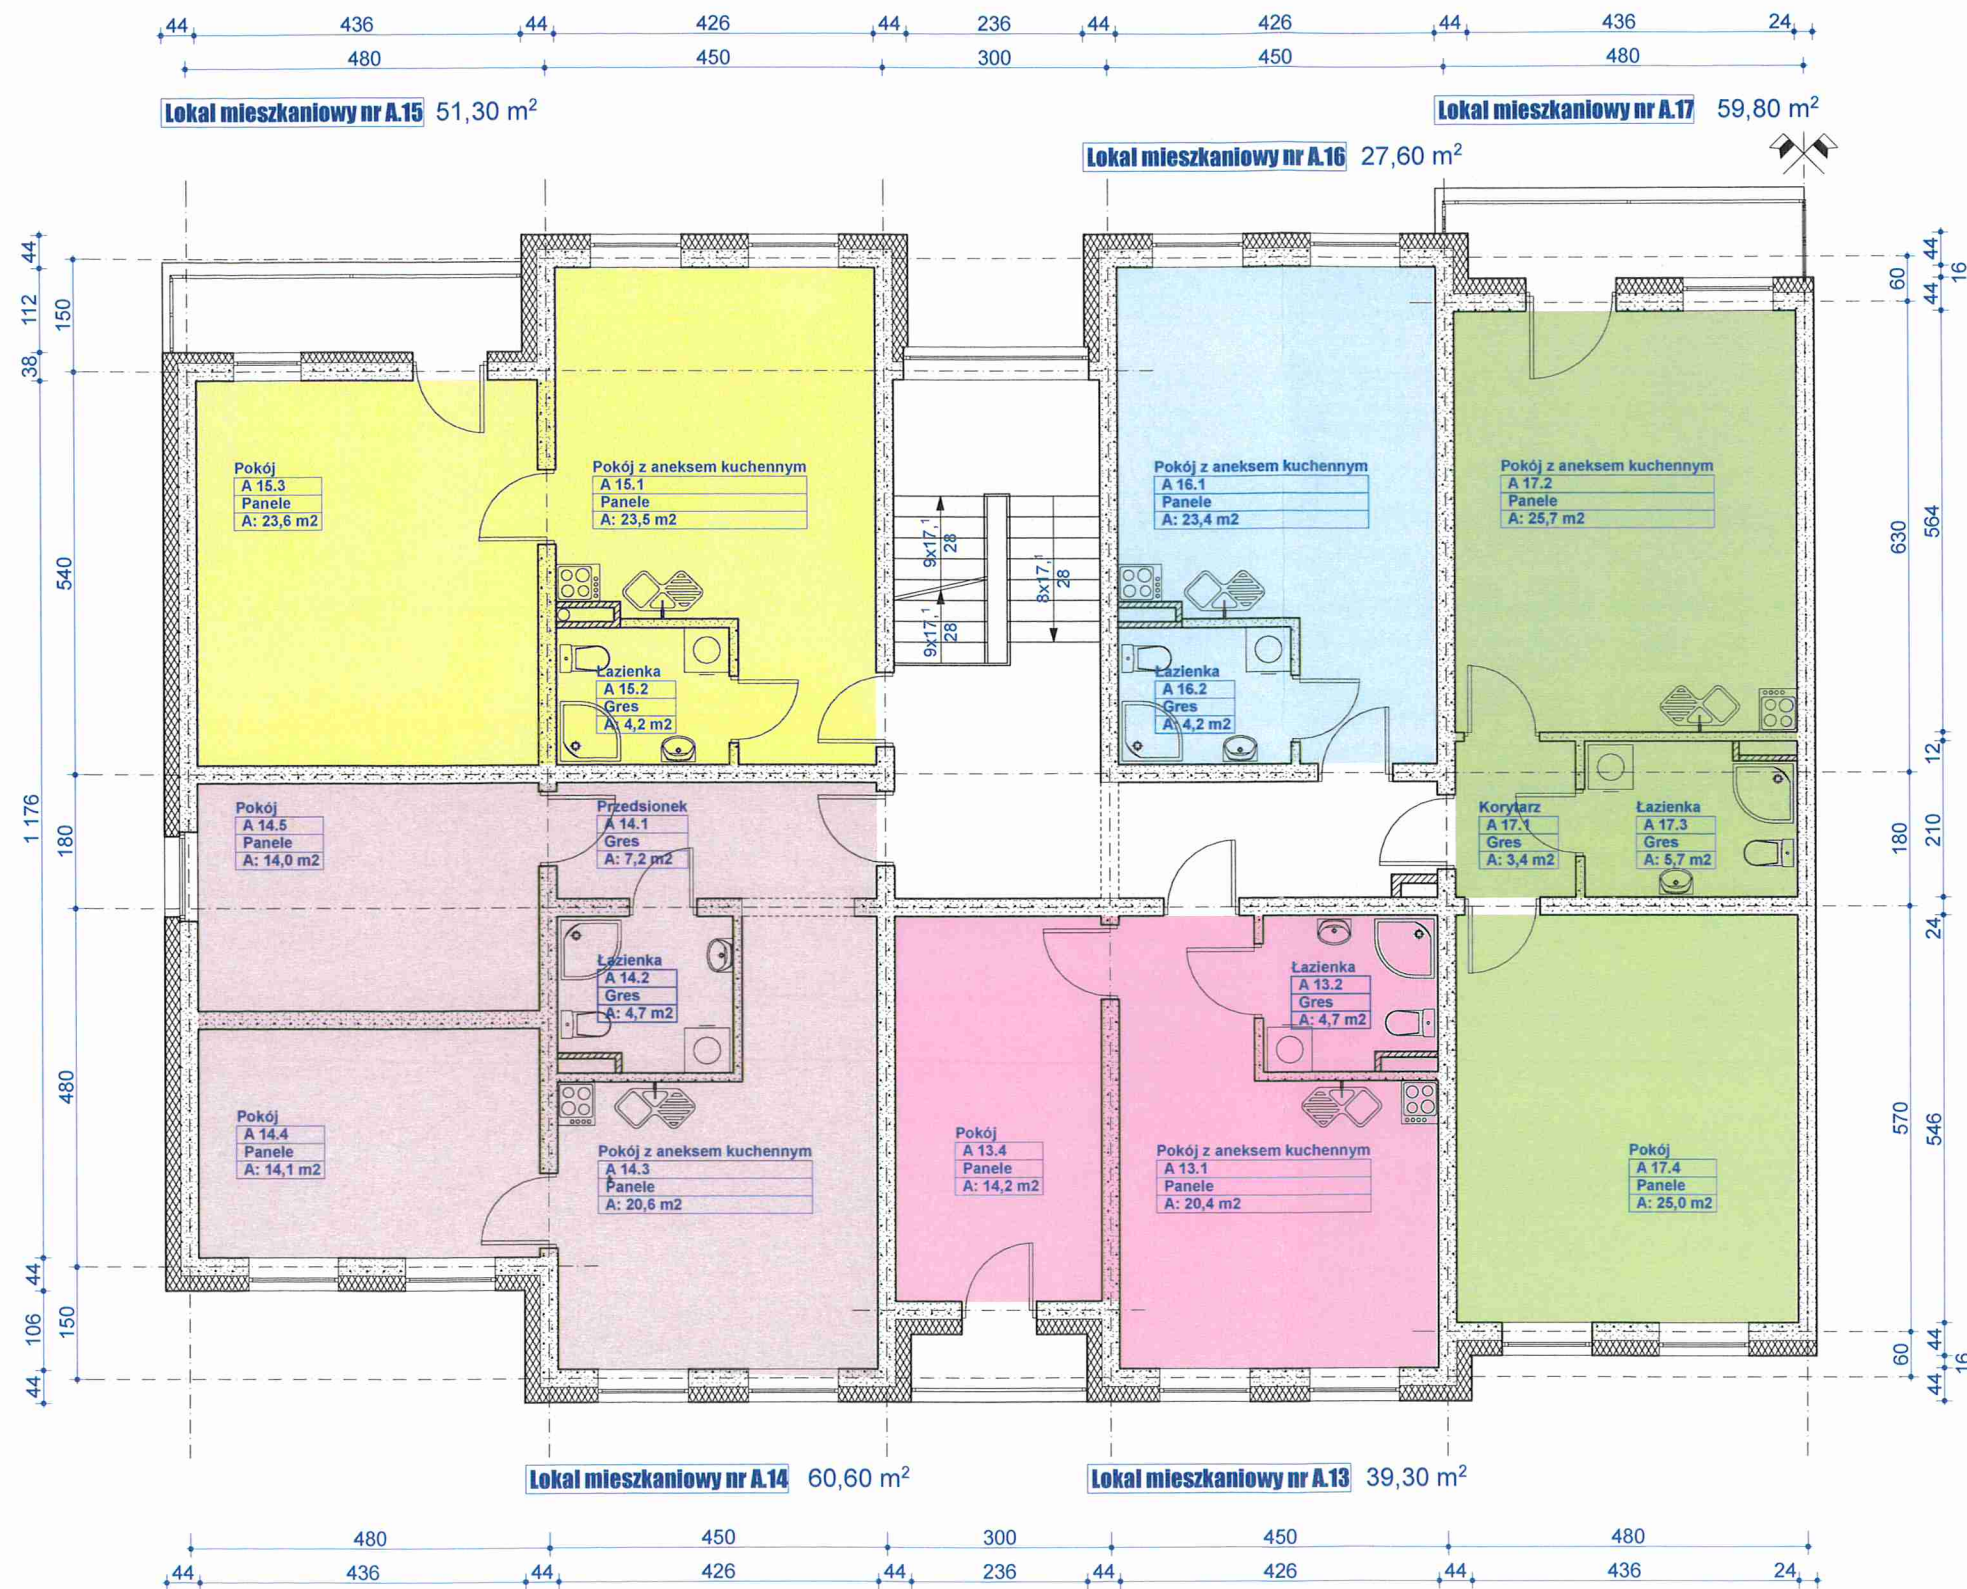 44 436 44 426 44 236 44 426 44 436 24
480 450 300 450 480
Lokal mieszkaniowy nr A.15 51,30 m²
Lokal mieszkaniowy nr A.17 59,80 m²
Lokal mieszkaniowy nr A.16 27,60 m²
44
112
38
1 176
44
106
44
150
540
180
480
150
60
630
180
570
60
44
16
44
564
12
210
24
546
44
16
44
Pokój
A 15.3
Panele
A: 23,6 m2
Pokój z aneksem kuchennym
A 15.1
Panele
A: 23,5 m2
9x17,1
28
9x17,1
28
8x17,1
28
Pokój z aneksem kuchennym
A 16.1
Panele
A: 23,4 m2
Pokój z aneksem kuchennym
A 17.2
Panele
A: 25,7 m2
Łazienka
A 15.2
Gres
A: 4,2 m2
Łazienka
A 16.2
Gres
A: 4,2 m2
Pokój
A 14.5
Panele
A: 14,0 m2
Przedsionek
A 14.1
Gres
A: 7,2 m2
Korytarz
A 17.1
Gres
A: 3,4 m2
Łazienka
A 17.3
Gres
A: 5,7 m2
Łazienka
A 14.2
Gres
A: 4,7 m2
Łazienka
A 13.2
Gres
A: 4,7 m2
Pokój
A 14.4
Panele
A: 14,1 m2
Pokój z aneksem kuchennym
A 14.3
Panele
A: 20,6 m2
Pokój
A 13.4
Panele
A: 14,2 m2
Pokój z aneksem kuchennym
A 13.1
Panele
A: 20,4 m2
Pokój
A 17.4
Panele
A: 25,0 m2
Lokal mieszkaniowy nr A.14 60,60 m²
Lokal mieszkaniowy nr A.13 39,30 m²
480 450 300 450 480
44 436 44 426 44 236 44 426 44 436 24